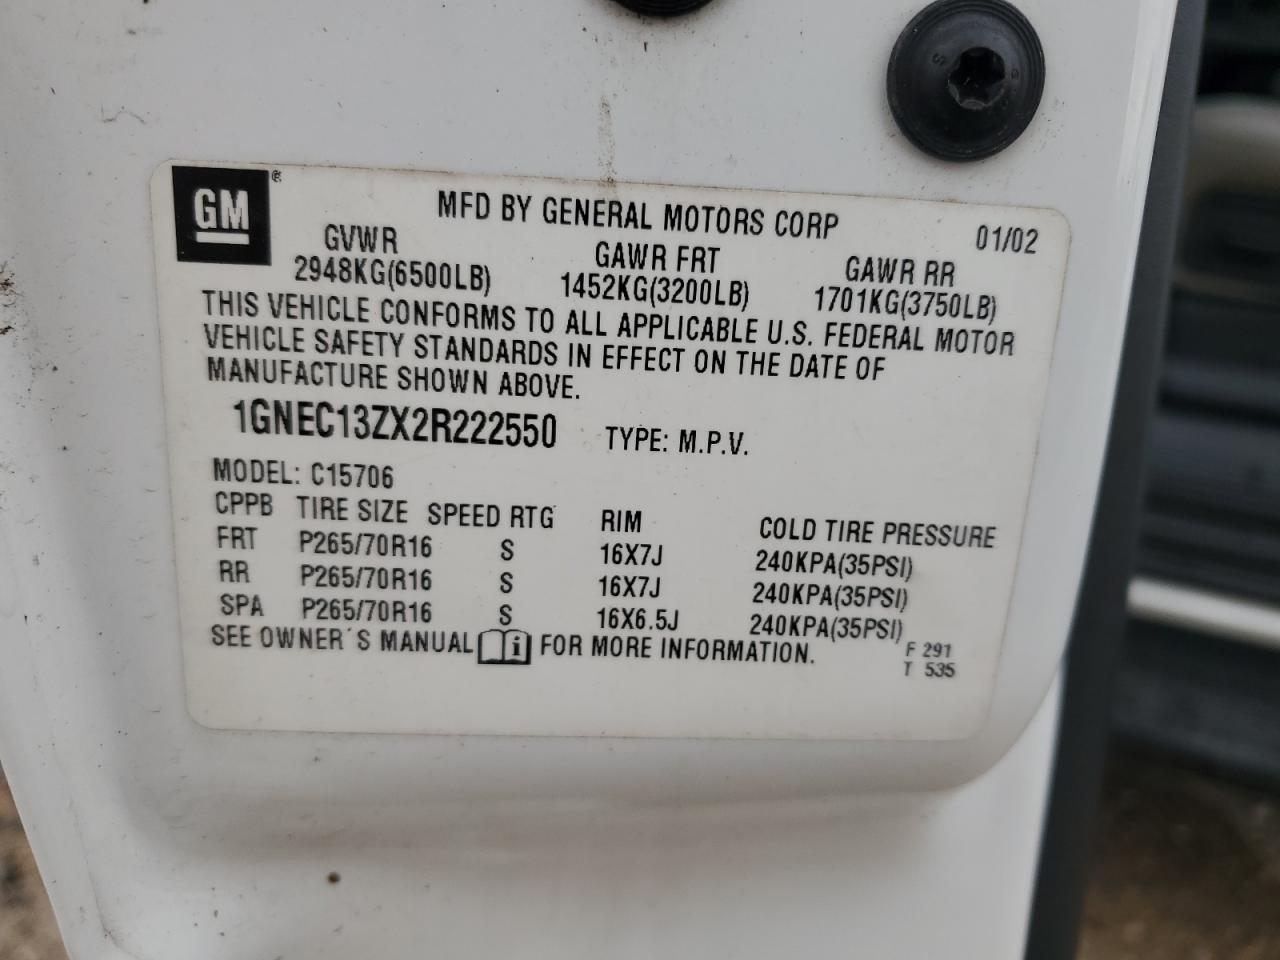 GM®
MFD BY GENERAL MOTORS CORP 01/02
GVWR GAWR FRT GAWR RR
2948KG(6500LB) 1452KG(3200LB) 1701KG(3750LB)
THIS VEHICLE CONFORMS TO ALL APPLICABLE U.S. FEDERAL MOTOR
VEHICLE SAFETY STANDARDS IN EFFECT ON THE DATE OF
MANUFACTURE SHOWN ABOVE.
1GNEC13ZX2R222550 TYPE: M.P.V.
MODEL: C15706
CPPB TIRE SIZE SPEED RTG RIM COLD TIRE PRESSURE
FRT P265/70R16 S 16X7J 240KPA(35PSI)
RR P265/70R16 S 16X7J 240KPA(35PSI)
SPA P265/70R16 S 16X6.5J 240KPA(35PSI)
SEE OWNER´S MANUAL FOR MORE INFORMATION.
F 291
T 535